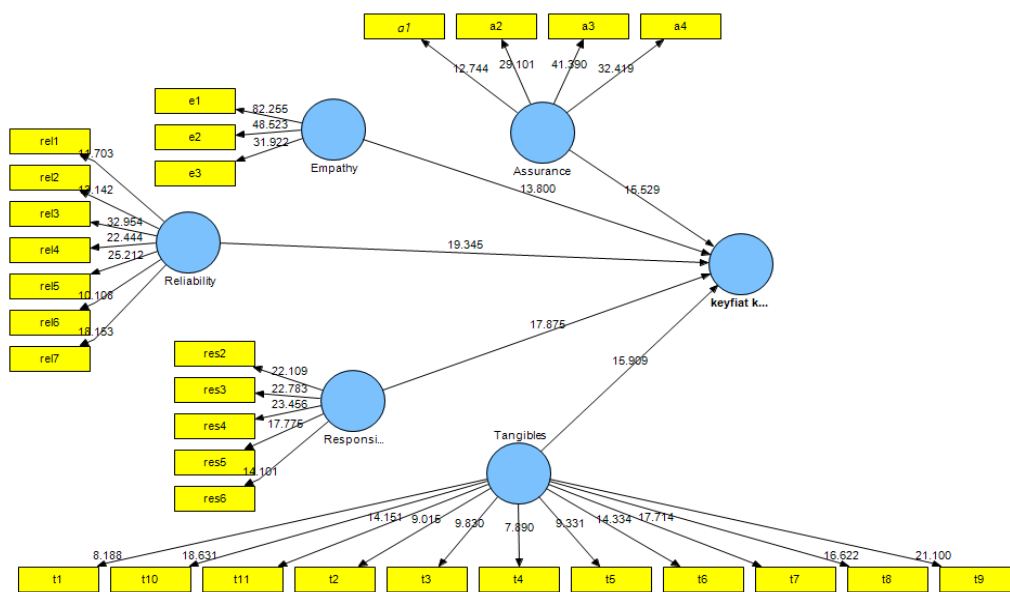 a1
a2
a3
a4
12.744
29.101
41.390
32.419
e1
e2
e3
82.255
48.523
31.922
Empathy
Assurance
rel1
rel2
rel3
rel4
rel5
rel6
rel7
11.703
32.954
22.444
25.212
18.153
Reliability
13.800
15.529
19.345
17.875
15.909
keyfiat k...
res2
res3
res4
res5
res6
22.109
22.783
23.456
17.775
14.101
Responsi...
Tangibles
8.188
18.631
14.151
9.015
9.830
7.890
9.331
14.334
17.714
16.622
21.100
t1
t10
t11
t2
t3
t4
t5
t6
t7
t8
t9